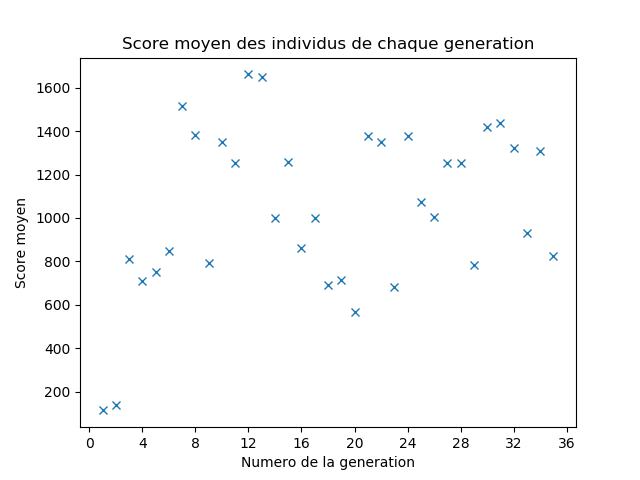 Score moyen des individus de chaque generation
1600
1400
1200
1000
800
600
400
200
Score moyen
0 4 8 12 16 20 24 28 32 36
Numero de la generation